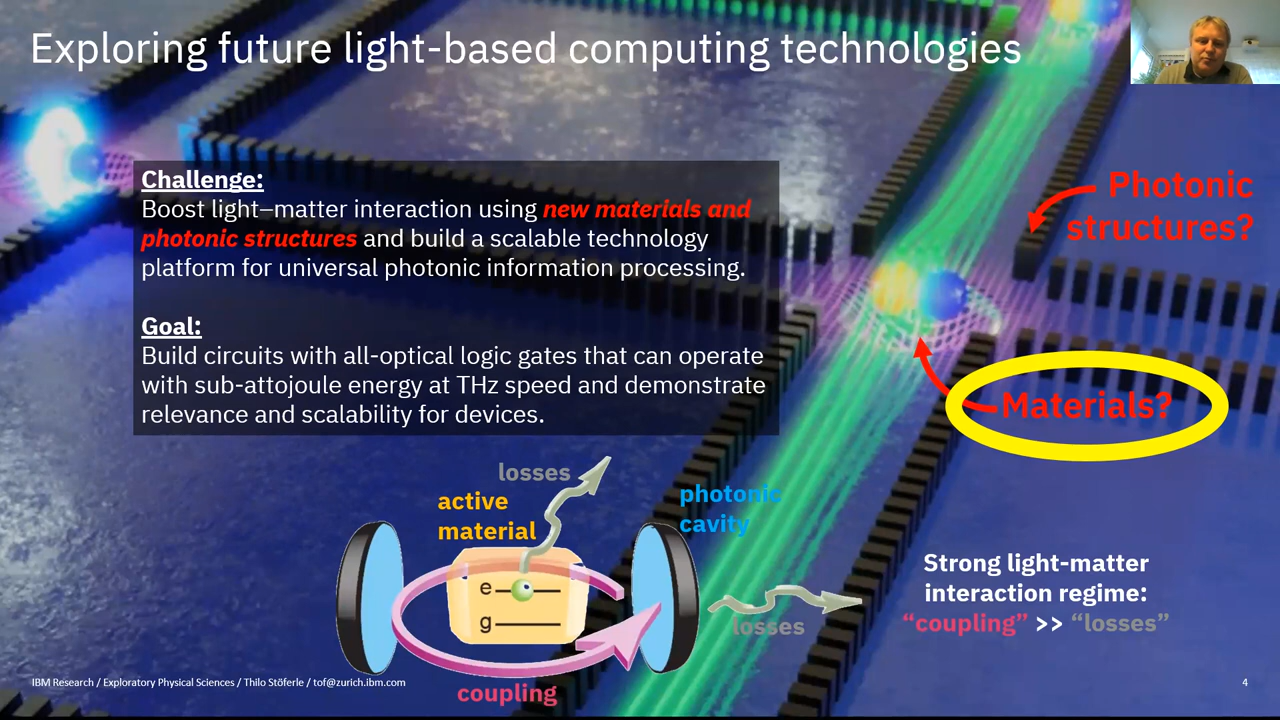 Exploring future light-based computing technologies
Challenge:
Boost light–matter interaction using new materials and
photonic structures and build a scalable technology
platform for universal photonic information processing.
Goal:
Build circuits with all-optical logic gates that can operate
with sub-attojoule energy at THz speed and demonstrate
relevance and scalability for devices.
Photonic
structures?
Materials?
losses
active
material
photonic
cavity
e
g
losses
coupling
Strong light-matter
interaction regime:
“coupling” >> “losses”
IBM Research / Exploratory Physical Sciences / Thilo Stöferle / tof@zurich.ibm.com
4